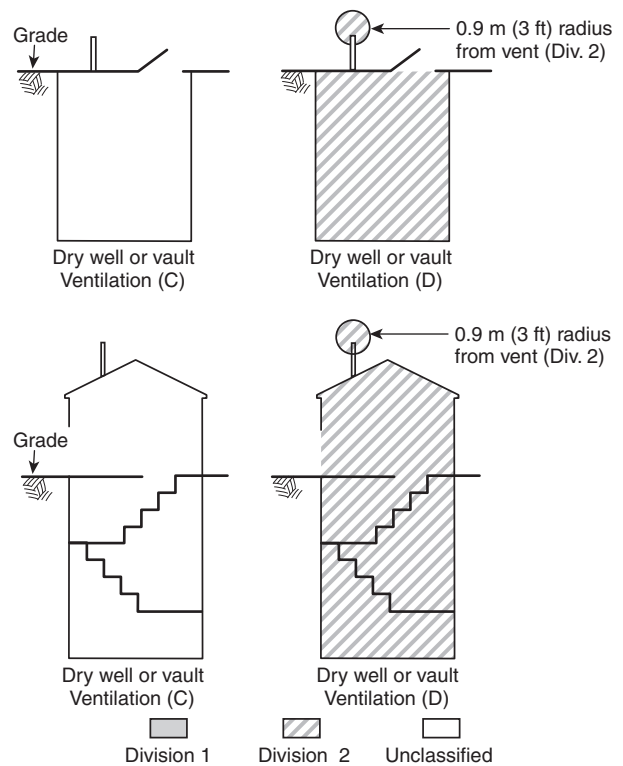 Grade
0.9 m (3 ft) radius
from vent (Div. 2)
Dry well or vault
Ventilation (C)
Dry well or vault
Ventilation (D)
0.9 m (3 ft) radius
from vent (Div. 2)
Grade
Dry well or vault
Ventilation (C)
Dry well or vault
Ventilation (D)
Division 1
Division 2
Unclassified